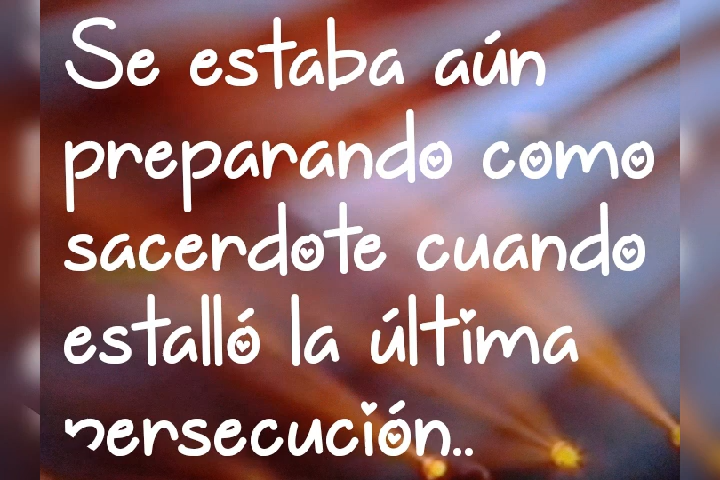 Se estaba aún
preparando como
sacerdote cuando
estalló la última
persecución..